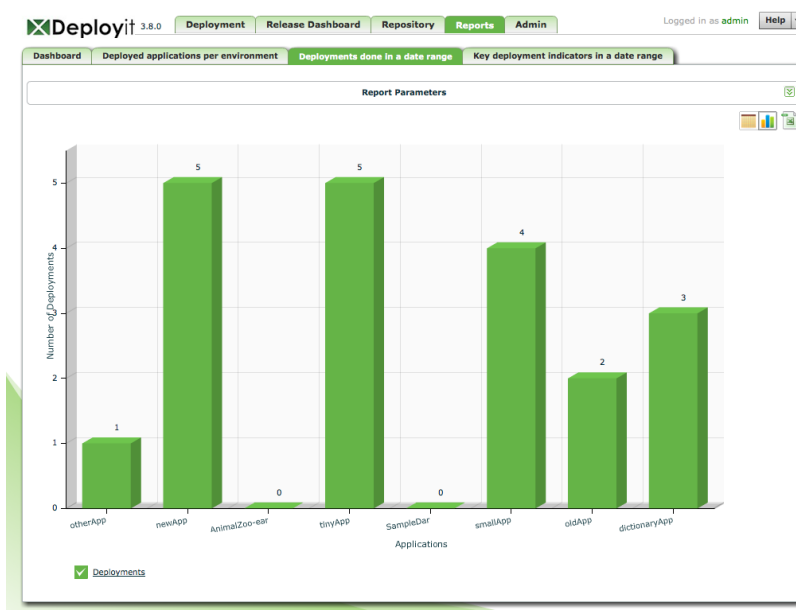 Deployit 3.8.0 Deployment Release Dashboard Repository Reports Admin Logged in as admin Help
Dashboard Deployed applications per environment Deployments done in a date range Key deployment indicators in a date range
Report Parameters
5 5
5
4
4
Number of Deployments
3
3
2
2
1
1
0 0
0
otherApp newApp AnimalZoo-ear tinyApp SampleDar smallApp oldApp dictionaryApp
Applications
Deployments